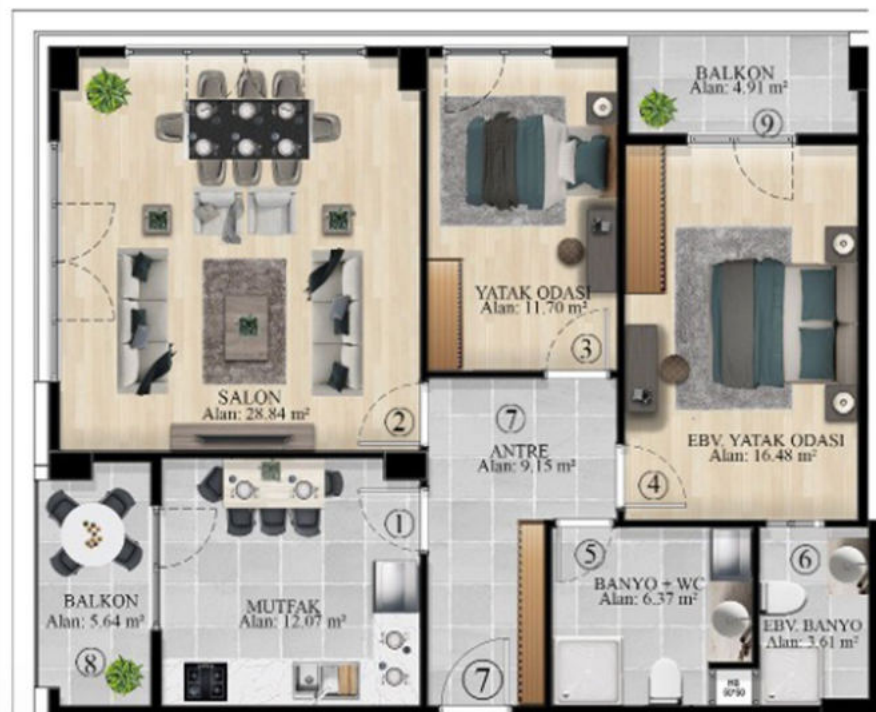 BALKON
Alan: 4.91 m²
9
YATAK ODASI
Alan: 11.70 m²
3
SALON
Alan: 28.84 m²
2
7
ANTRE
Alan: 9.15 m²
EBV. YATAK ODASI
Alan: 16.48 m²
4
1
5
6
BALKON
Alan: 5.64 m²
8
MUTFAK
Alan: 12.07 m²
BANYO + WC
Alan: 6.37 m²
EBV. BANYO
Alan: 3.61 m²
7
60*60